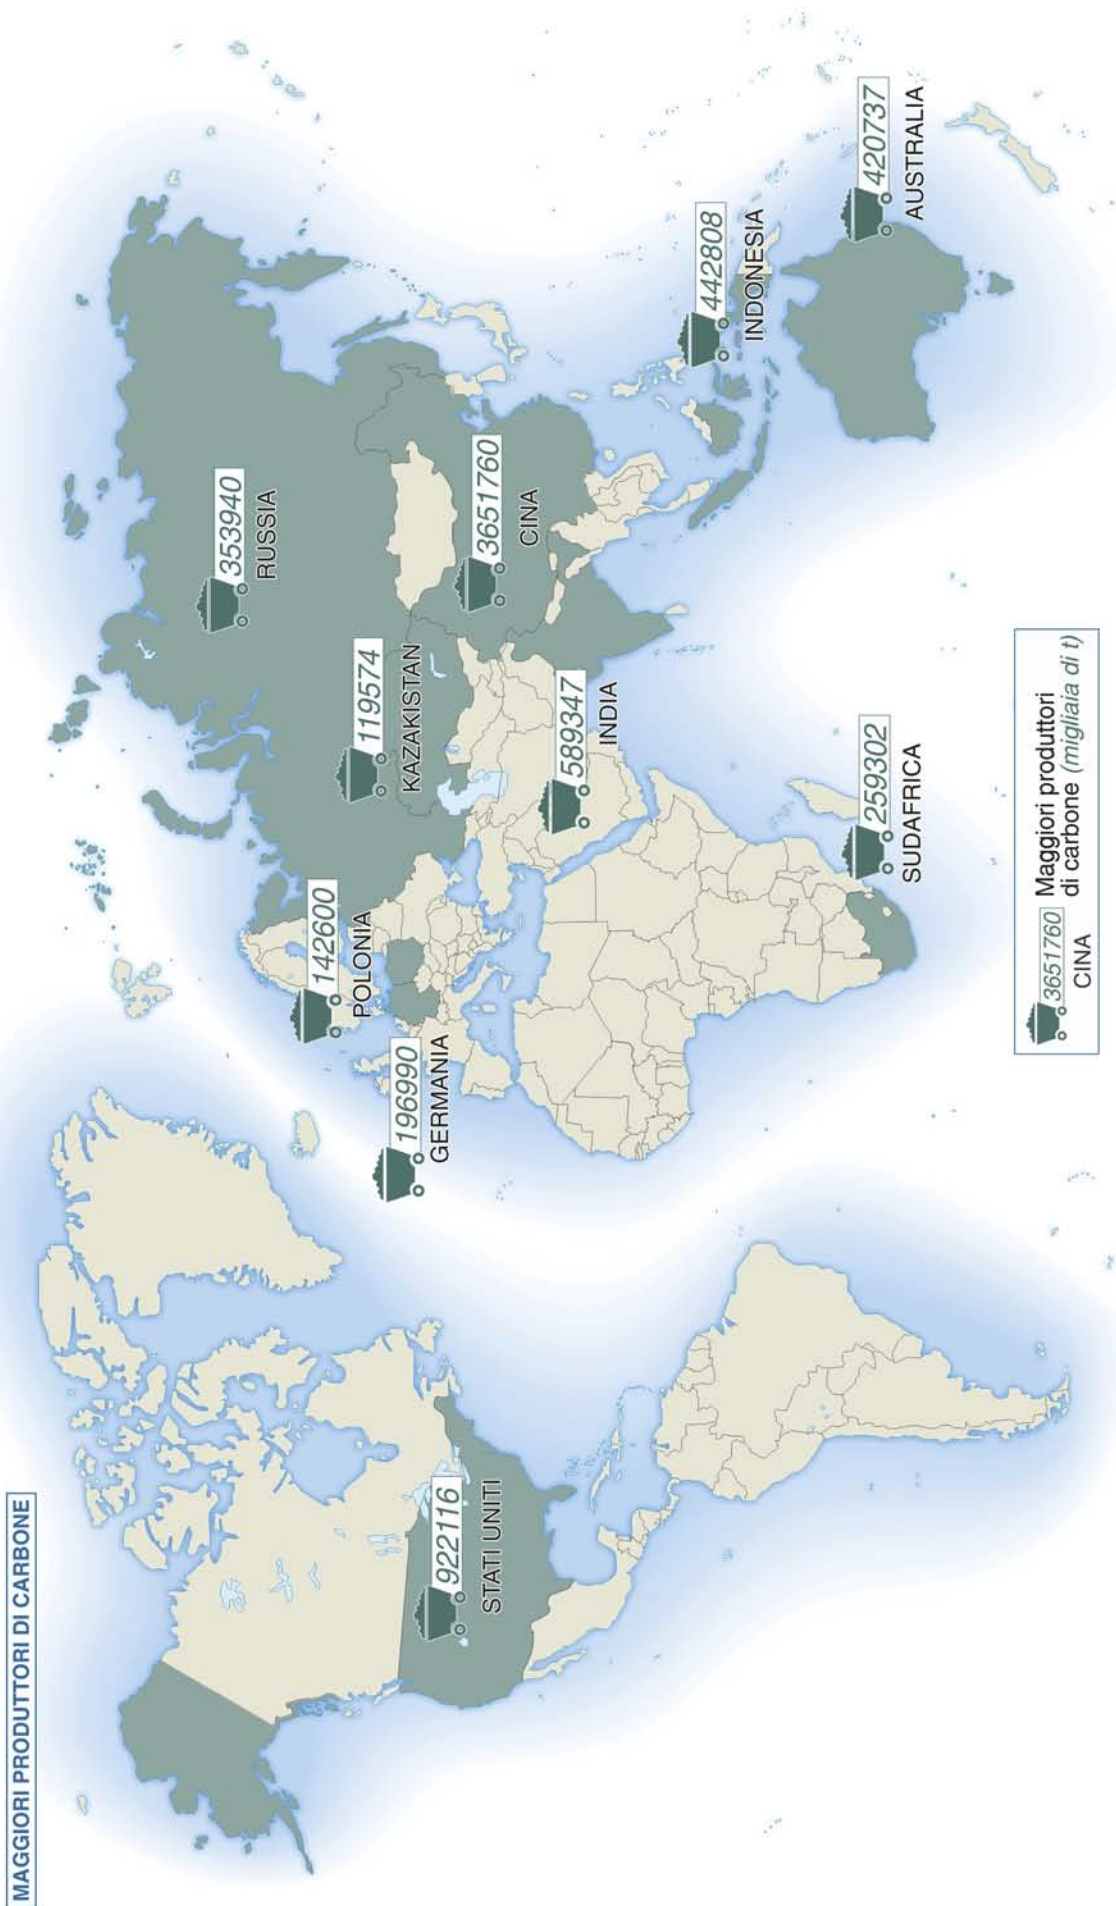 MAGGIORI PRODUTTORI DI CARBONE
353940
RUSSIA
142600
POLONIA
119574
KAZAKISTAN
196990
GERMANIA
922116
STATI UNITI
3651760
CINA
589347
INDIA
442808
INDONESIA
259302
SUDAFRICA
420737
AUSTRALIA
3651760
CINA
Maggiori produttori
di carbone (migliaia di t)